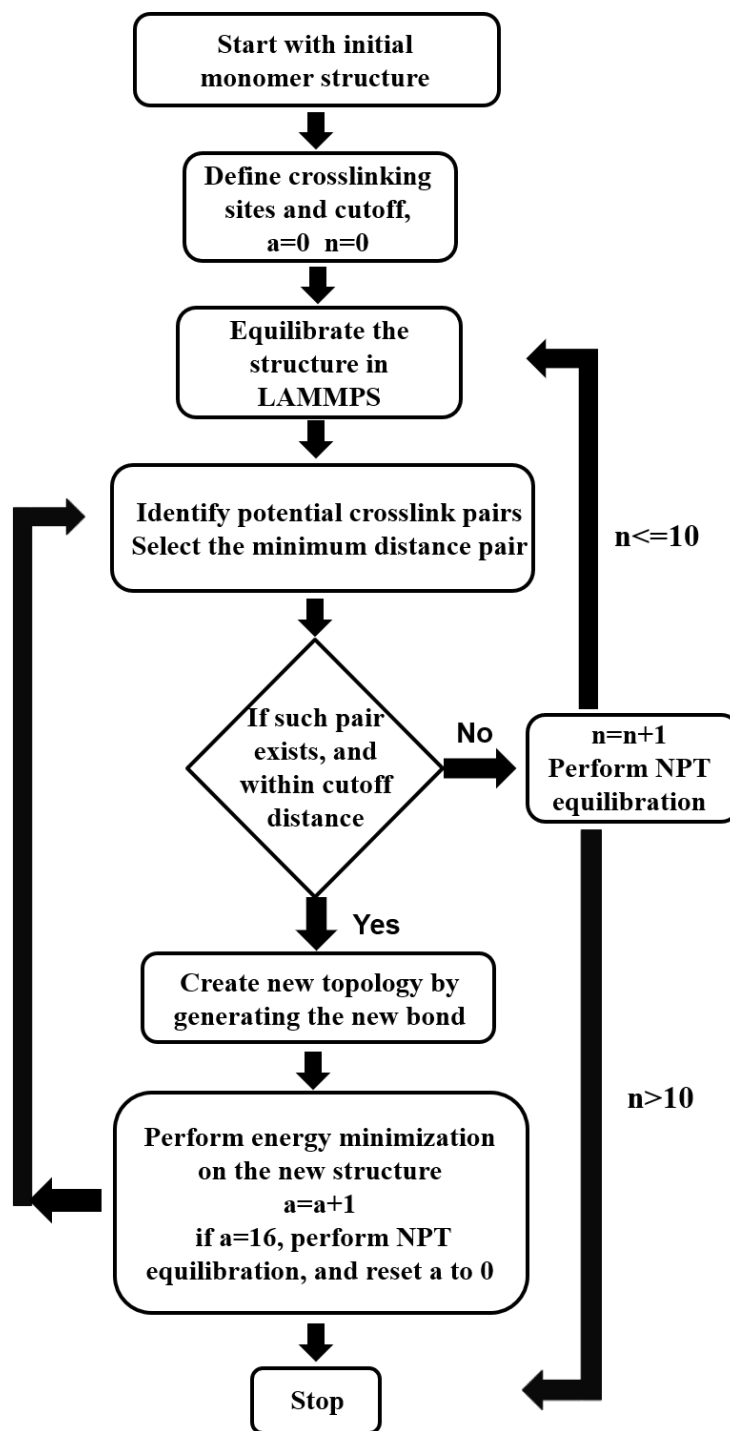 Start with initial
monomer structure
Define crosslinking
sites and cutoff,
a=0 n=0
Equilibrate the
structure in
LAMMPS
Identify potential crosslink pairs
Select the minimum distance pair
n<=10
If such pair
exists, and
within cutoff
distance
No
n=n+1
Perform NPT
equilibration
Yes
Create new topology by
generating the new bond
n>10
Perform energy minimization
on the new structure
a=a+1
if a=16, perform NPT
equilibration, and reset a to 0
Stop